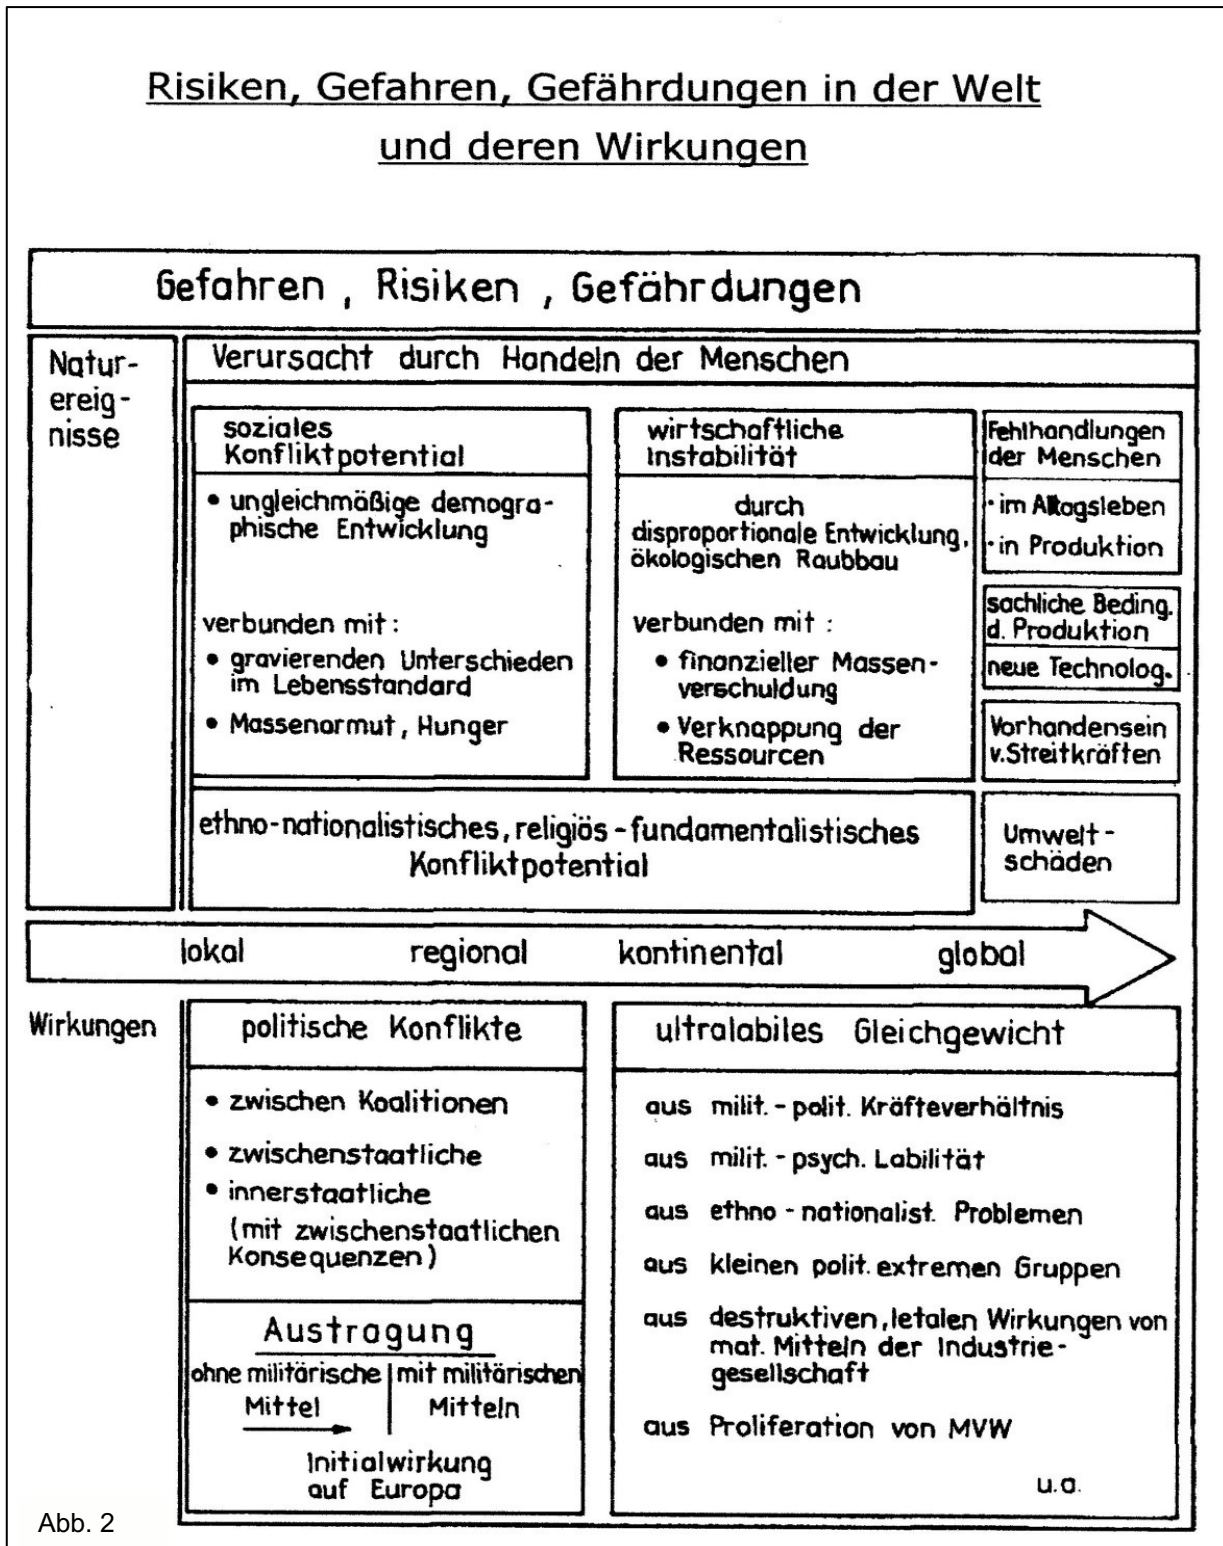 Risiken, Gefahren, Gefährdungen in der Welt
und deren Wirkungen
Gefahren, Risiken, Gefährdungen
Natur-
ereig-
nisse
Verursacht durch Handeln der Menschen
soziales
Konfliktpotential
• ungleichmäßige demogra-
phische Entwicklung
verbunden mit:
• gravierenden Unterschieden
im Lebensstandard
• Massenarmut, Hunger
wirtschaftliche
Instabilität
durch
disproportionale Entwicklung,
ökologischen Raubbau
verbunden mit :
• finanzieller Massen-
verschuldung
• Verknappung der
Ressourcen
Fehlhandlungen
der Menschen
· im Alltagsleben
· in Produktion
sachliche Beding.
d. Produktion
neue Technolog.
Vorhandensein
v. Streitkräften
ethno-nationalistisches, religiös-fundamentalistisches
Konfliktpotential
Umwelt-
schäden
lokal regional kontinental global
Wirkungen
politische Konflikte
• zwischen Koalitionen
• zwischenstaatliche
• innerstaatliche
(mit zwischenstaatlichen
Konsequenzen)
Austragung
ohne militärische
Mittel
mit militärischen
Mitteln
Initialwirkung
auf Europa
ultralabiles Gleichgewicht
aus milit.-polit. Kräfteverhältnis
aus milit.-psych. Labilität
aus ethno-nationalist. Problemen
aus kleinen polit. extremen Gruppen
aus destruktiven, letalen Wirkungen von
mat. Mitteln der Industrie-
gesellschaft
aus Proliferation von MVW
u.a.
Abb. 2